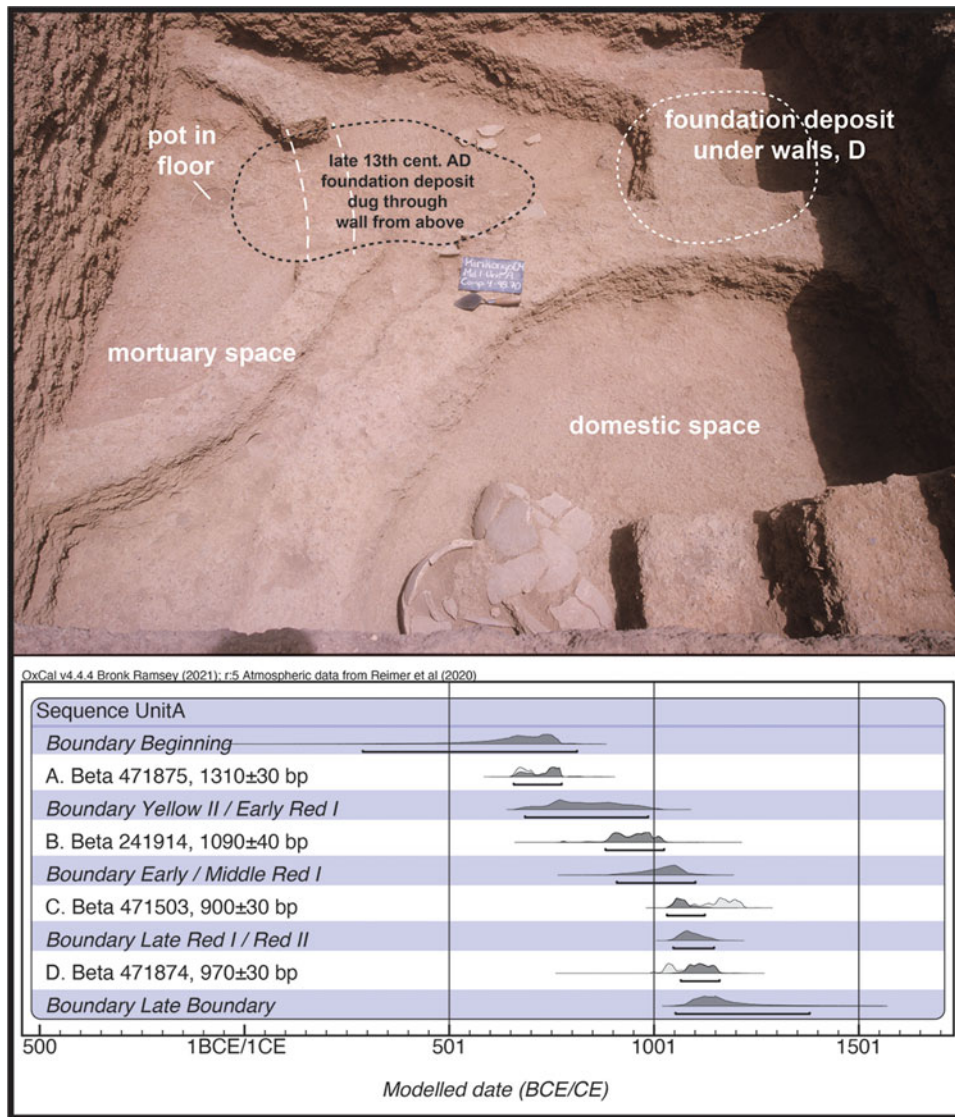 pot in
floor
late 13th cent. AD
foundation deposit
dug through
wall from above
foundation deposit
under walls, D
mortuary space
domestic space
OxCal v4.4.4 Bronk Ramsey (2021); r:5 Atmospheric data from Reimer et al (2020)
Sequence UnitA
Boundary Beginning
A. Beta 471875, 1310±30 bp
Boundary Yellow II / Early Red I
B. Beta 241914, 1090±40 bp
Boundary Early / Middle Red I
C. Beta 471503, 900±30 bp
Boundary Late Red I / Red II
D. Beta 471874, 970±30 bp
Boundary Late Boundary
500 1BCE/1CE 501 1001 1501
Modelled date (BCE/CE)